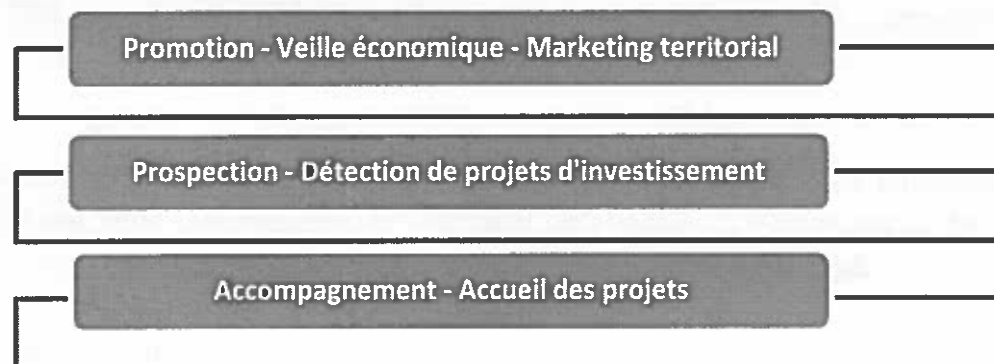 Promotion - Veille économique - Marketing territorial
Prospection - Détection de projets d'investissement
Accompagnement - Accueil des projets